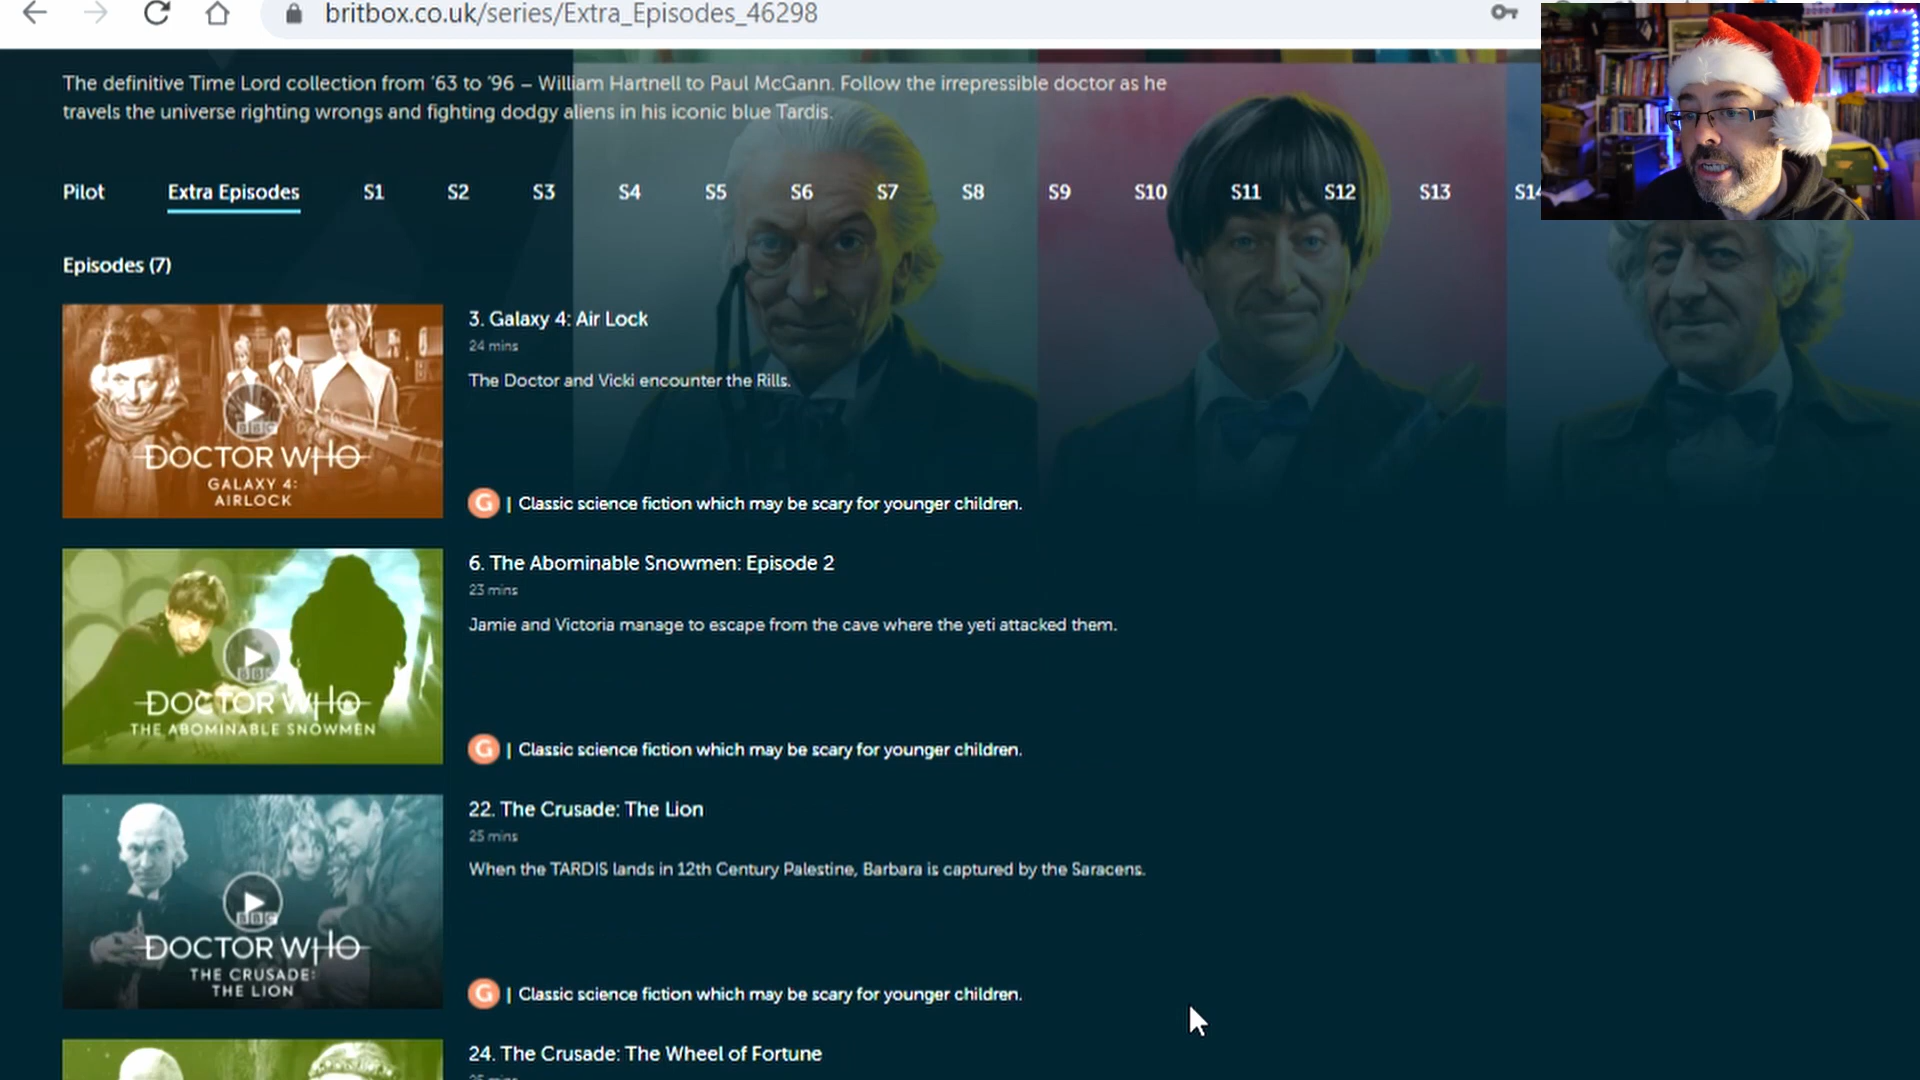 britbox.co.uk/series/Extra_Episodes_46298
The definitive Time Lord collection from '63 to '96 – William Hartnell to Paul McGann. Follow the irrepressible doctor as he
travels the universe righting wrongs and fighting dodgy aliens in his iconic blue Tardis.
Pilot Extra Episodes S1 S2 S3 S4 S5 S6 S7 S8 S9 S10 S11 S12 S13 S14
Episodes (7)
3. Galaxy 4: Air Lock
24 mins
The Doctor and Vicki encounter the Rills.
BBC
DOCTOR WHO
GALAXY 4:
AIRLOCK
G | Classic science fiction which may be scary for younger children.
6. The Abominable Snowmen: Episode 2
23 mins
Jamie and Victoria manage to escape from the cave where the yeti attacked them.
BBC
DOCTOR WHO
THE ABOMINABLE SNOWMEN
G | Classic science fiction which may be scary for younger children.
22. The Crusade: The Lion
25 mins
When the TARDIS lands in 12th Century Palestine, Barbara is captured by the Saracens.
BBC
DOCTOR WHO
THE CRUSADE:
THE LION
G | Classic science fiction which may be scary for younger children.
24. The Crusade: The Wheel of Fortune